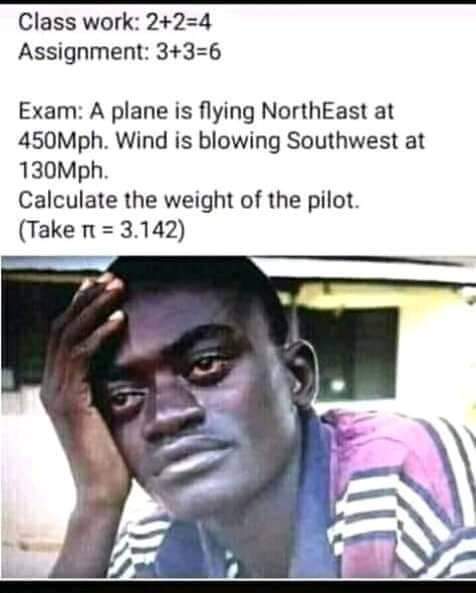 Class work: 2+2=4
Assignment: 3+3=6
Exam: A plane is flying NorthEast at
450Mph. Wind is blowing Southwest at
130Mph.
Calculate the weight of the pilot.
(Take π = 3.142)